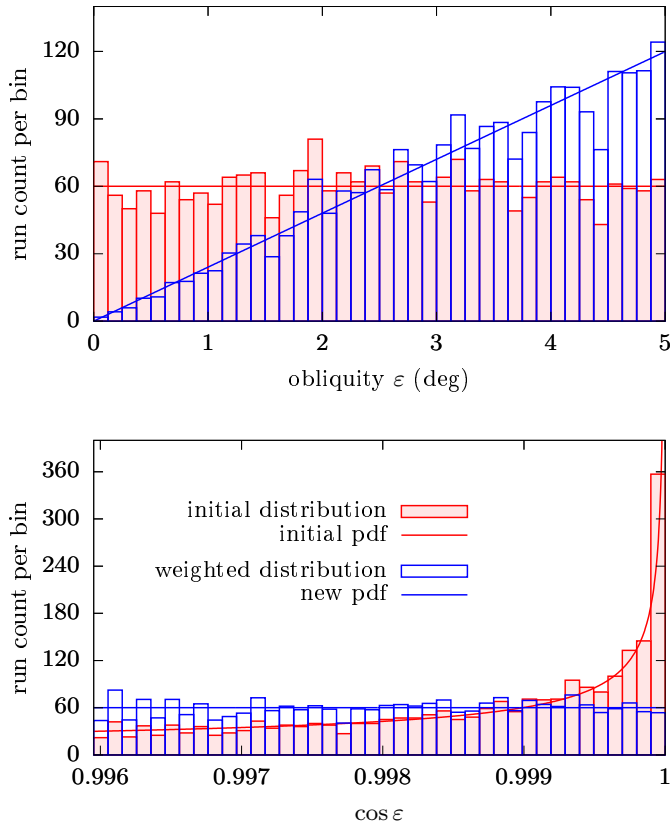 run count per bin
120
90
60
30
0
0 1 2 3 4 5
obliquity ε (deg)
run count per bin
360
300
240
180
120
60
0
initial distribution
initial pdf
weighted distribution
new pdf
0.996 0.997 0.998 0.999 1
cos ε